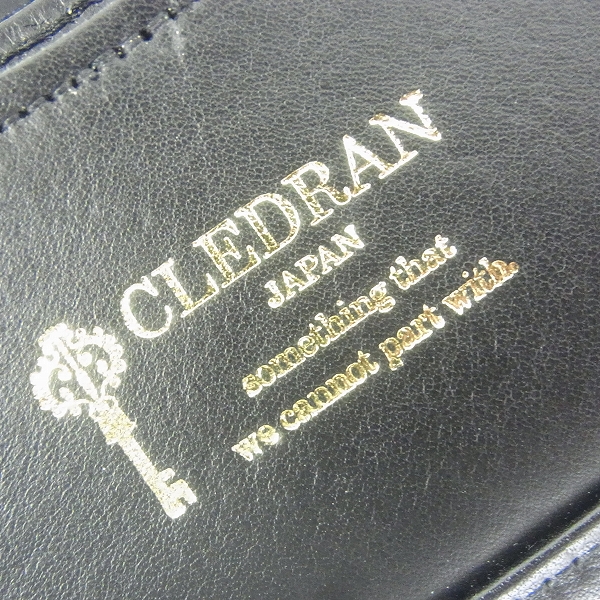 CLEDRAN
JAPAN
something that
we cannot part with.